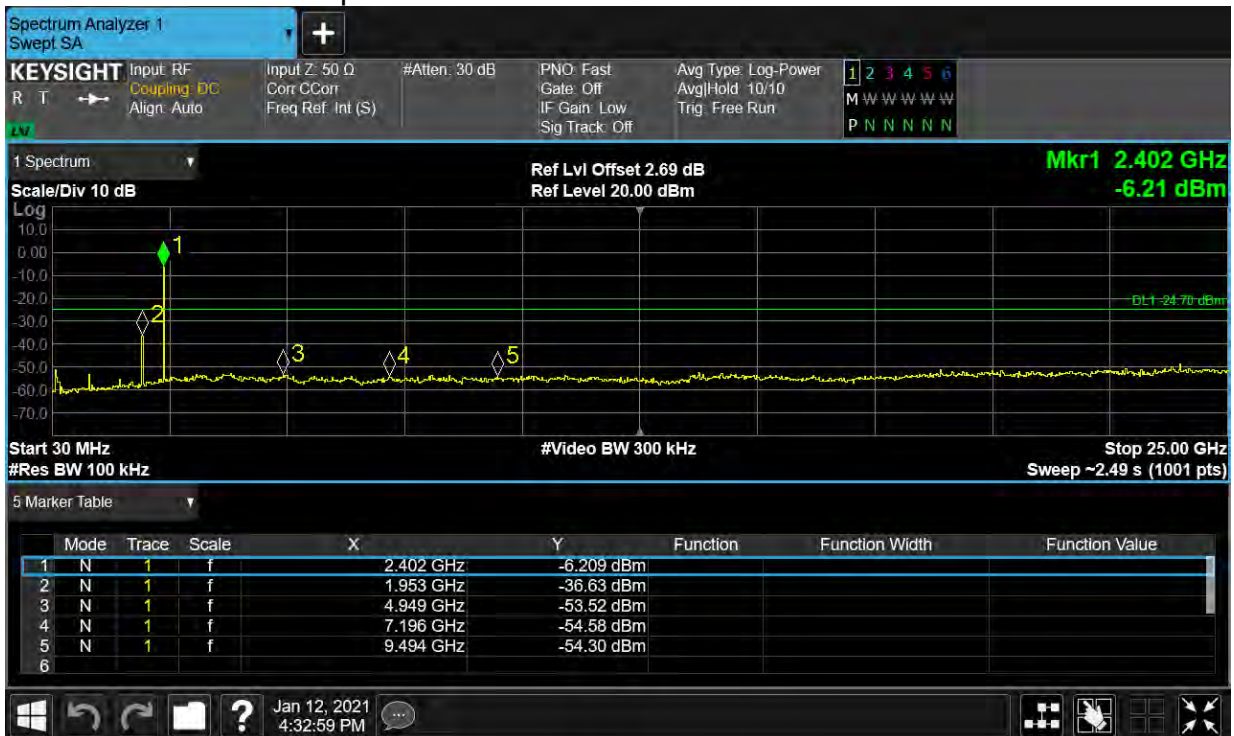 Spectrum Analyzer 1
Swept SA
+
KEYSIGHT Input: RF Input Z: 50 Ω #Atten: 30 dB PNO: Fast Avg Type: Log-Power 1 2 3 4 5 6
R T Coupling: DC Corr CCorr Gate: Off Avg|Hold: 10/10 M W W W W W
Align: Auto Freq Ref: Int (S) IF Gain: Low Trig: Free Run
LXI Sig Track: Off P N N N N N
1 Spectrum Ref Lvl Offset 2.69 dB Mkr1 2.402 GHz
Scale/Div 10 dB Ref Level 20.00 dBm -6.21 dBm
Log
10.0
0.00
-10.0
-20.0
-30.0
-40.0
-50.0
-60.0
-70.0
1
2
3
4
5
DL1 -24.70 dBm
Start 30 MHz #Video BW 300 kHz Stop 25.00 GHz
#Res BW 100 kHz Sweep ~2.49 s (1001 pts)
5 Marker Table
Mode Trace Scale X Y Function Function Width Function Value
1 N 1 f 2.402 GHz -6.209 dBm
2 N 1 f 1.953 GHz -36.63 dBm
3 N 1 f 4.949 GHz -53.52 dBm
4 N 1 f 7.196 GHz -54.58 dBm
5 N 1 f 9.494 GHz -54.30 dBm
6
? Jan 12, 2021
4:32:59 PM